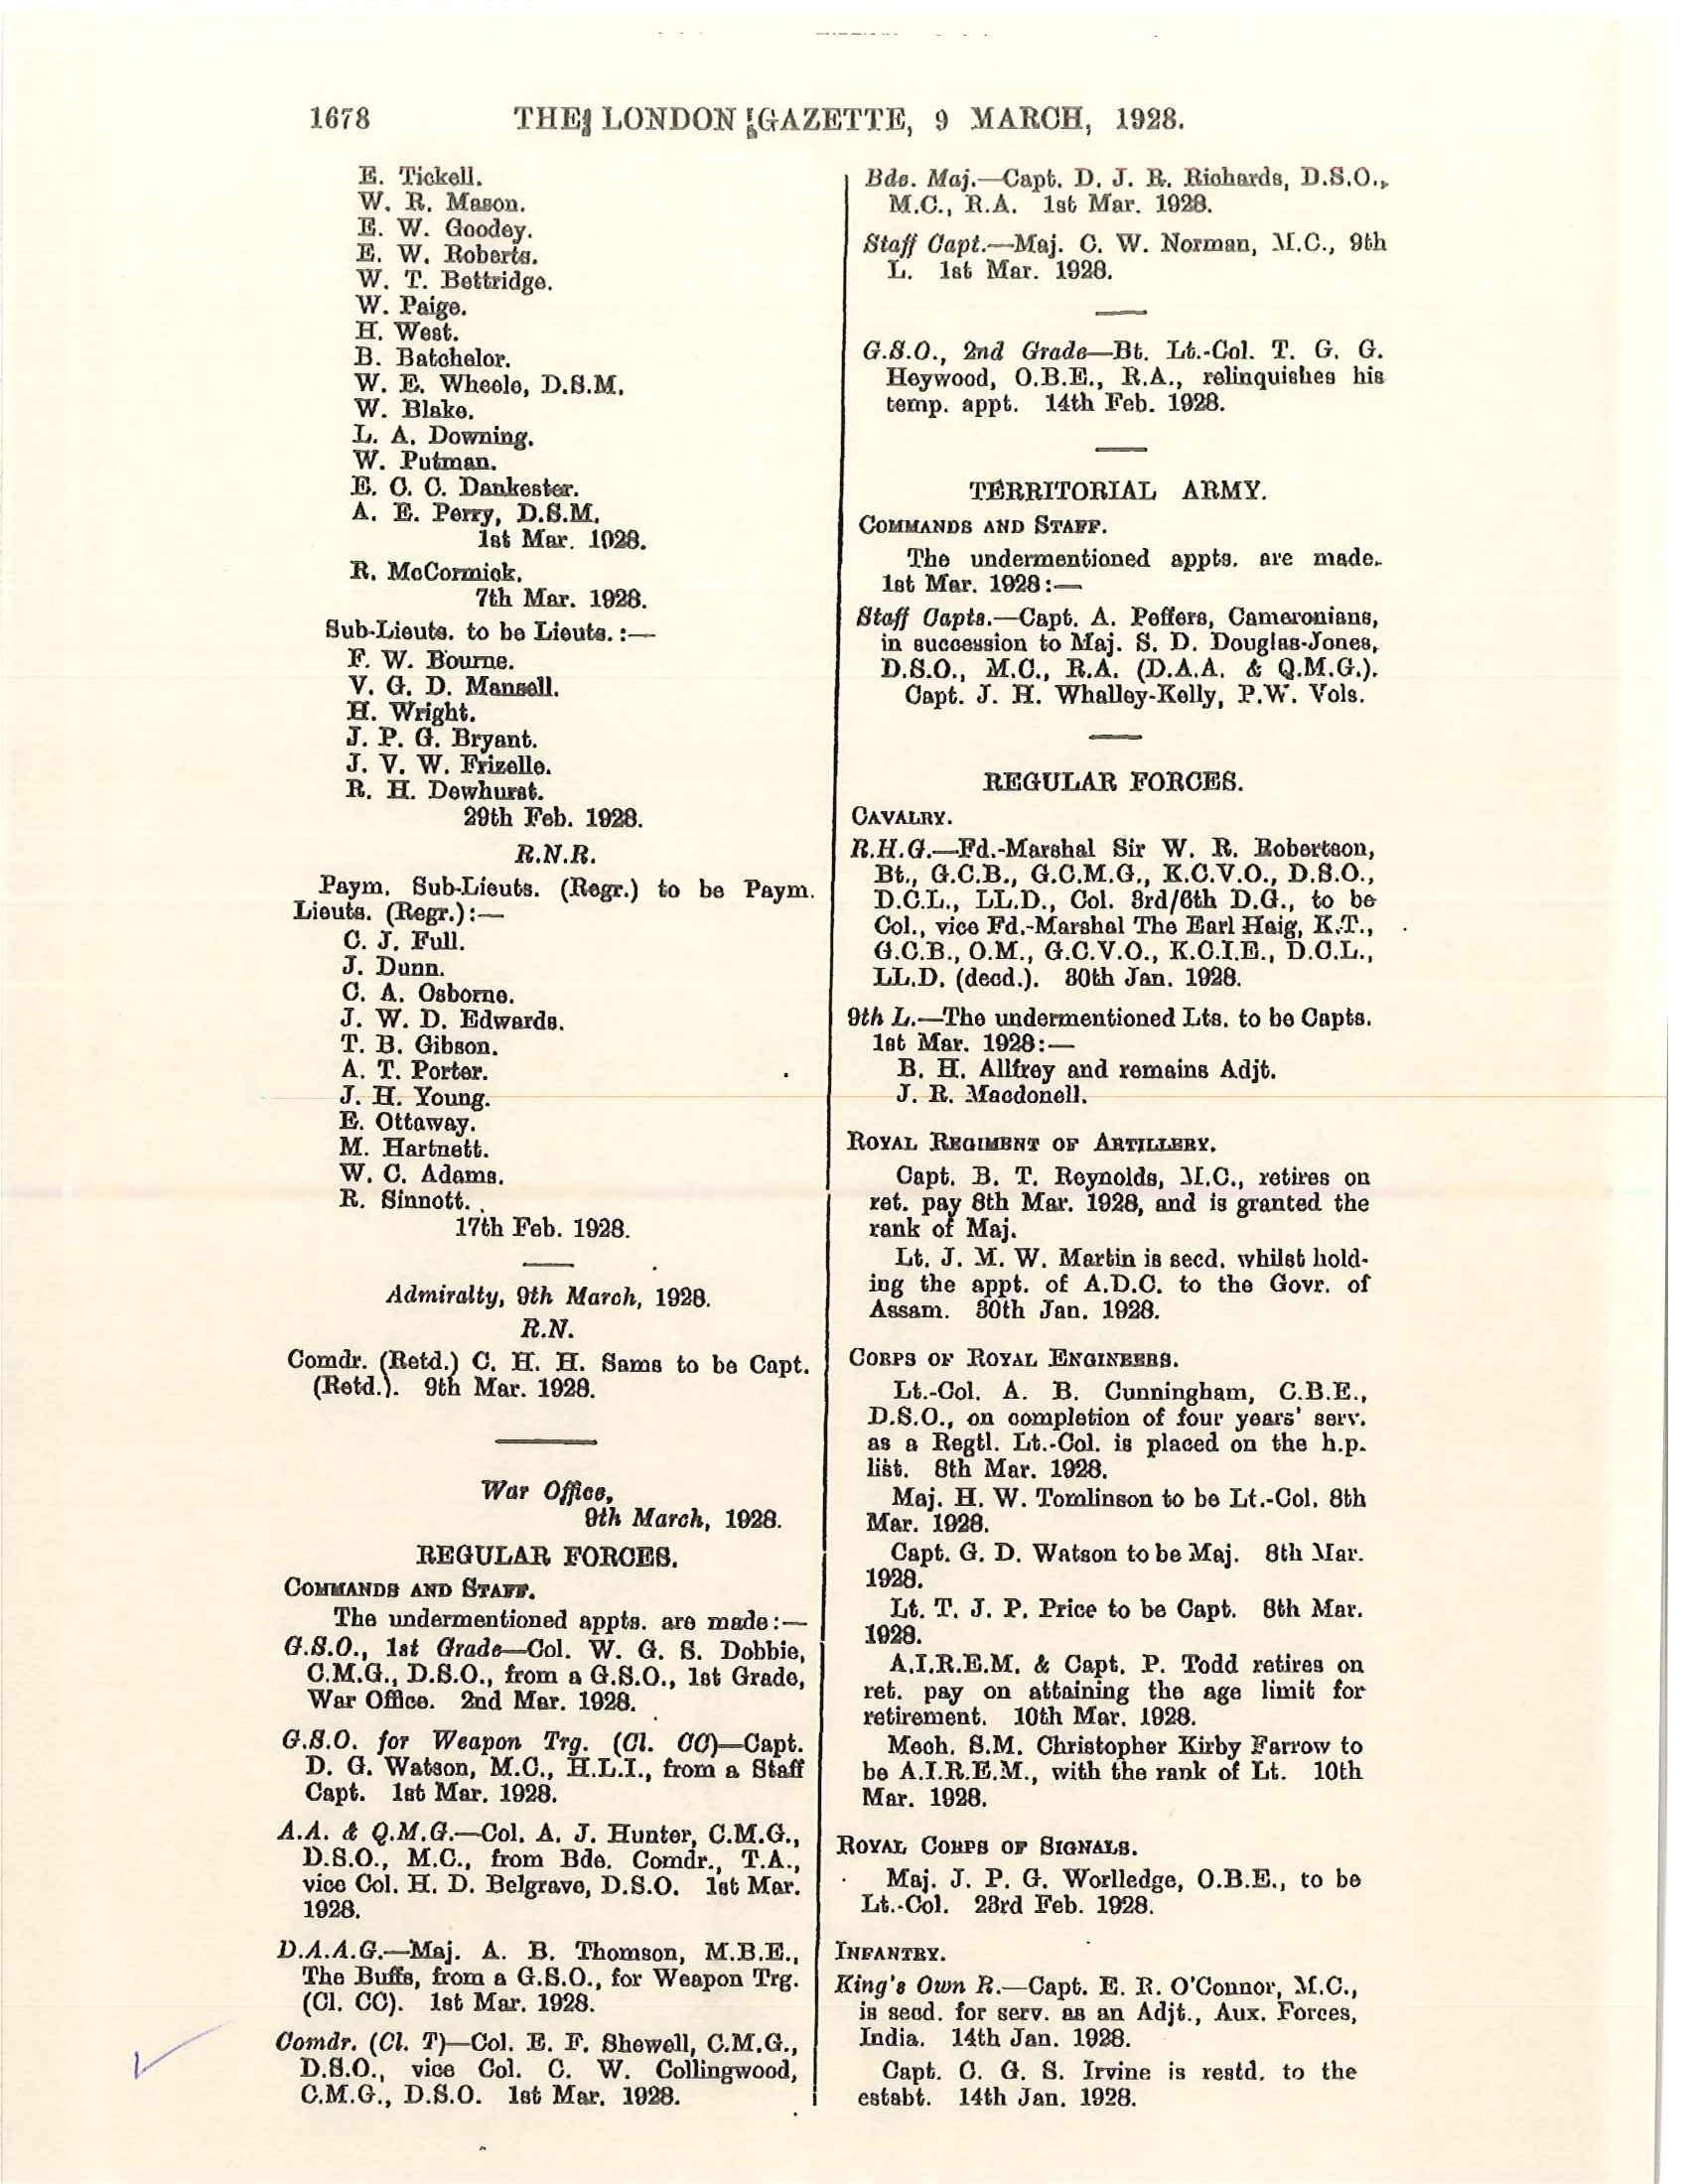 1678 THE LONDON GAZETTE, 9 MARCH, 1928.
E. Tickell.
W. R. Mason.
E. W. Goodey.
E. W. Roberts.
W. T. Bettridge.
W. Paige.
H. West.
B. Batchelor.
W. E. Wheele, D.S.M.
W. Blake.
L. A. Downing.
W. Putman.
E. C. C. Dankester.
A. E. Perry, D.S.M.
1st Mar. 1928.
R. McCormick.
7th Mar. 1928.
Sub-Lieuts. to be Lieuts.:—
F. W. Bourne.
V. G. D. Mansell.
H. Wright.
J. P. G. Bryant.
J. V. W. Frizelle.
R. H. Dewhurst.
29th Feb. 1928.
R.N.R.
Paym. Sub-Lieuts. (Regr.) to be Paym.
Lieuts. (Regr.):—
C. J. Full.
J. Dunn.
C. A. Osborne.
J. W. D. Edwards.
T. B. Gibson.
A. T. Porter.
J. H. Young.
E. Ottaway.
M. Hartnett.
W. C. Adams.
R. Sinnott.
17th Feb. 1928.
Admiralty, 9th March, 1928.
R.N.
Comdr. (Retd.) C. H. H. Sams to be Capt.
(Retd.). 9th Mar. 1928.
War Office,
9th March, 1928.
REGULAR FORCES.
COMMANDS AND STAFF.
The undermentioned appts. are made:—
G.S.O., 1st Grade—Col. W. G. S. Dobbie,
C.M.G., D.S.O., from a G.S.O., 1st Grade,
War Office. 2nd Mar. 1928.
G.S.O. for Weapon Trg. (Cl. CC)—Capt.
D. G. Watson, M.C., H.L.I., from a Staff
Capt. 1st Mar. 1928.
A.A. & Q.M.G.—Col. A. J. Hunter, C.M.G.,
D.S.O., M.C., from Bde. Comdr., T.A.,
vice Col. H. D. Belgrave, D.S.O. 1st Mar.
1928.
D.A.A.G.—Maj. A. B. Thomson, M.B.E.,
The Buffs, from a G.S.O., for Weapon Trg.
(Cl. CC). 1st Mar. 1928.
Comdr. (Cl. T)—Col. E. F. Shewell, C.M.G.,
D.S.O., vice Col. C. W. Collingwood,
C.M.G., D.S.O. 1st Mar. 1928.
Bde. Maj.—Capt. D. J. R. Richards, D.S.O.,
M.C., R.A. 1st Mar. 1928.
Staff Capt.—Maj. C. W. Norman, M.C., 9th
L. 1st Mar. 1928.
G.S.O., 2nd Grade—Bt. Lt.-Col. T. G. G.
Heywood, O.B.E., R.A., relinquishes his
temp. appt. 14th Feb. 1928.
TERRITORIAL ARMY.
COMMANDS AND STAFF.
The undermentioned appts. are made.
1st Mar. 1928:—
Staff Capts.—Capt. A. Peffers, Cameronians,
in succession to Maj. S. D. Douglas-Jones,
D.S.O., M.C., R.A. (D.A.A. & Q.M.G.).
Capt. J. H. Whalley-Kelly, P.W. Vols.
REGULAR FORCES.
CAVALRY.
R.H.G.—Fd.-Marshal Sir W. R. Robertson,
Bt., G.C.B., G.C.M.G., K.C.V.O., D.S.O.,
D.C.L., LL.D., Col. 3rd/6th D.G., to be
Col., vice Fd.-Marshal The Earl Haig, K.T.,
G.C.B., O.M., G.C.V.O., K.C.I.E., D.C.L.,
LL.D. (decd.). 30th Jan. 1928.
9th L.—The undermentioned Lts. to be Capts.
1st Mar. 1928:—
B. H. Allfrey and remains Adjt.
J. R. Macdonell.
ROYAL REGIMENT OF ARTILLERY.
Capt. B. T. Reynolds, M.C., retires on
ret. pay 8th Mar. 1928, and is granted the
rank of Maj.
Lt. J. M. W. Martin is secd. whilst hold-
ing the appt. of A.D.C. to the Govr. of
Assam. 30th Jan. 1928.
CORPS OF ROYAL ENGINEERS.
Lt.-Col. A. B. Cunningham, C.B.E.,
D.S.O., on completion of four years' serv.
as a Regtl. Lt.-Col. is placed on the h.p.
list. 8th Mar. 1928.
Maj. H. W. Tomlinson to be Lt.-Col. 8th
Mar. 1928.
Capt. G. D. Watson to be Maj. 8th Mar.
1928.
Lt. T. J. P. Price to be Capt. 8th Mar.
1928.
A.I.R.E.M. & Capt. P. Todd retires on
ret. pay on attaining the age limit for
retirement. 10th Mar. 1928.
Mech. S.M. Christopher Kirby Farrow to
be A.I.R.E.M., with the rank of Lt. 10th
Mar. 1928.
ROYAL CORPS OF SIGNALS.
Maj. J. P. G. Worlledge, O.B.E., to be
Lt.-Col. 23rd Feb. 1928.
INFANTRY.
King's Own R.—Capt. E. R. O'Connor, M.C.,
is secd. for serv. as an Adjt., Aux. Forces,
India. 14th Jan. 1928.
Capt. C. G. S. Irvine is restd. to the
estabt. 14th Jan. 1928.